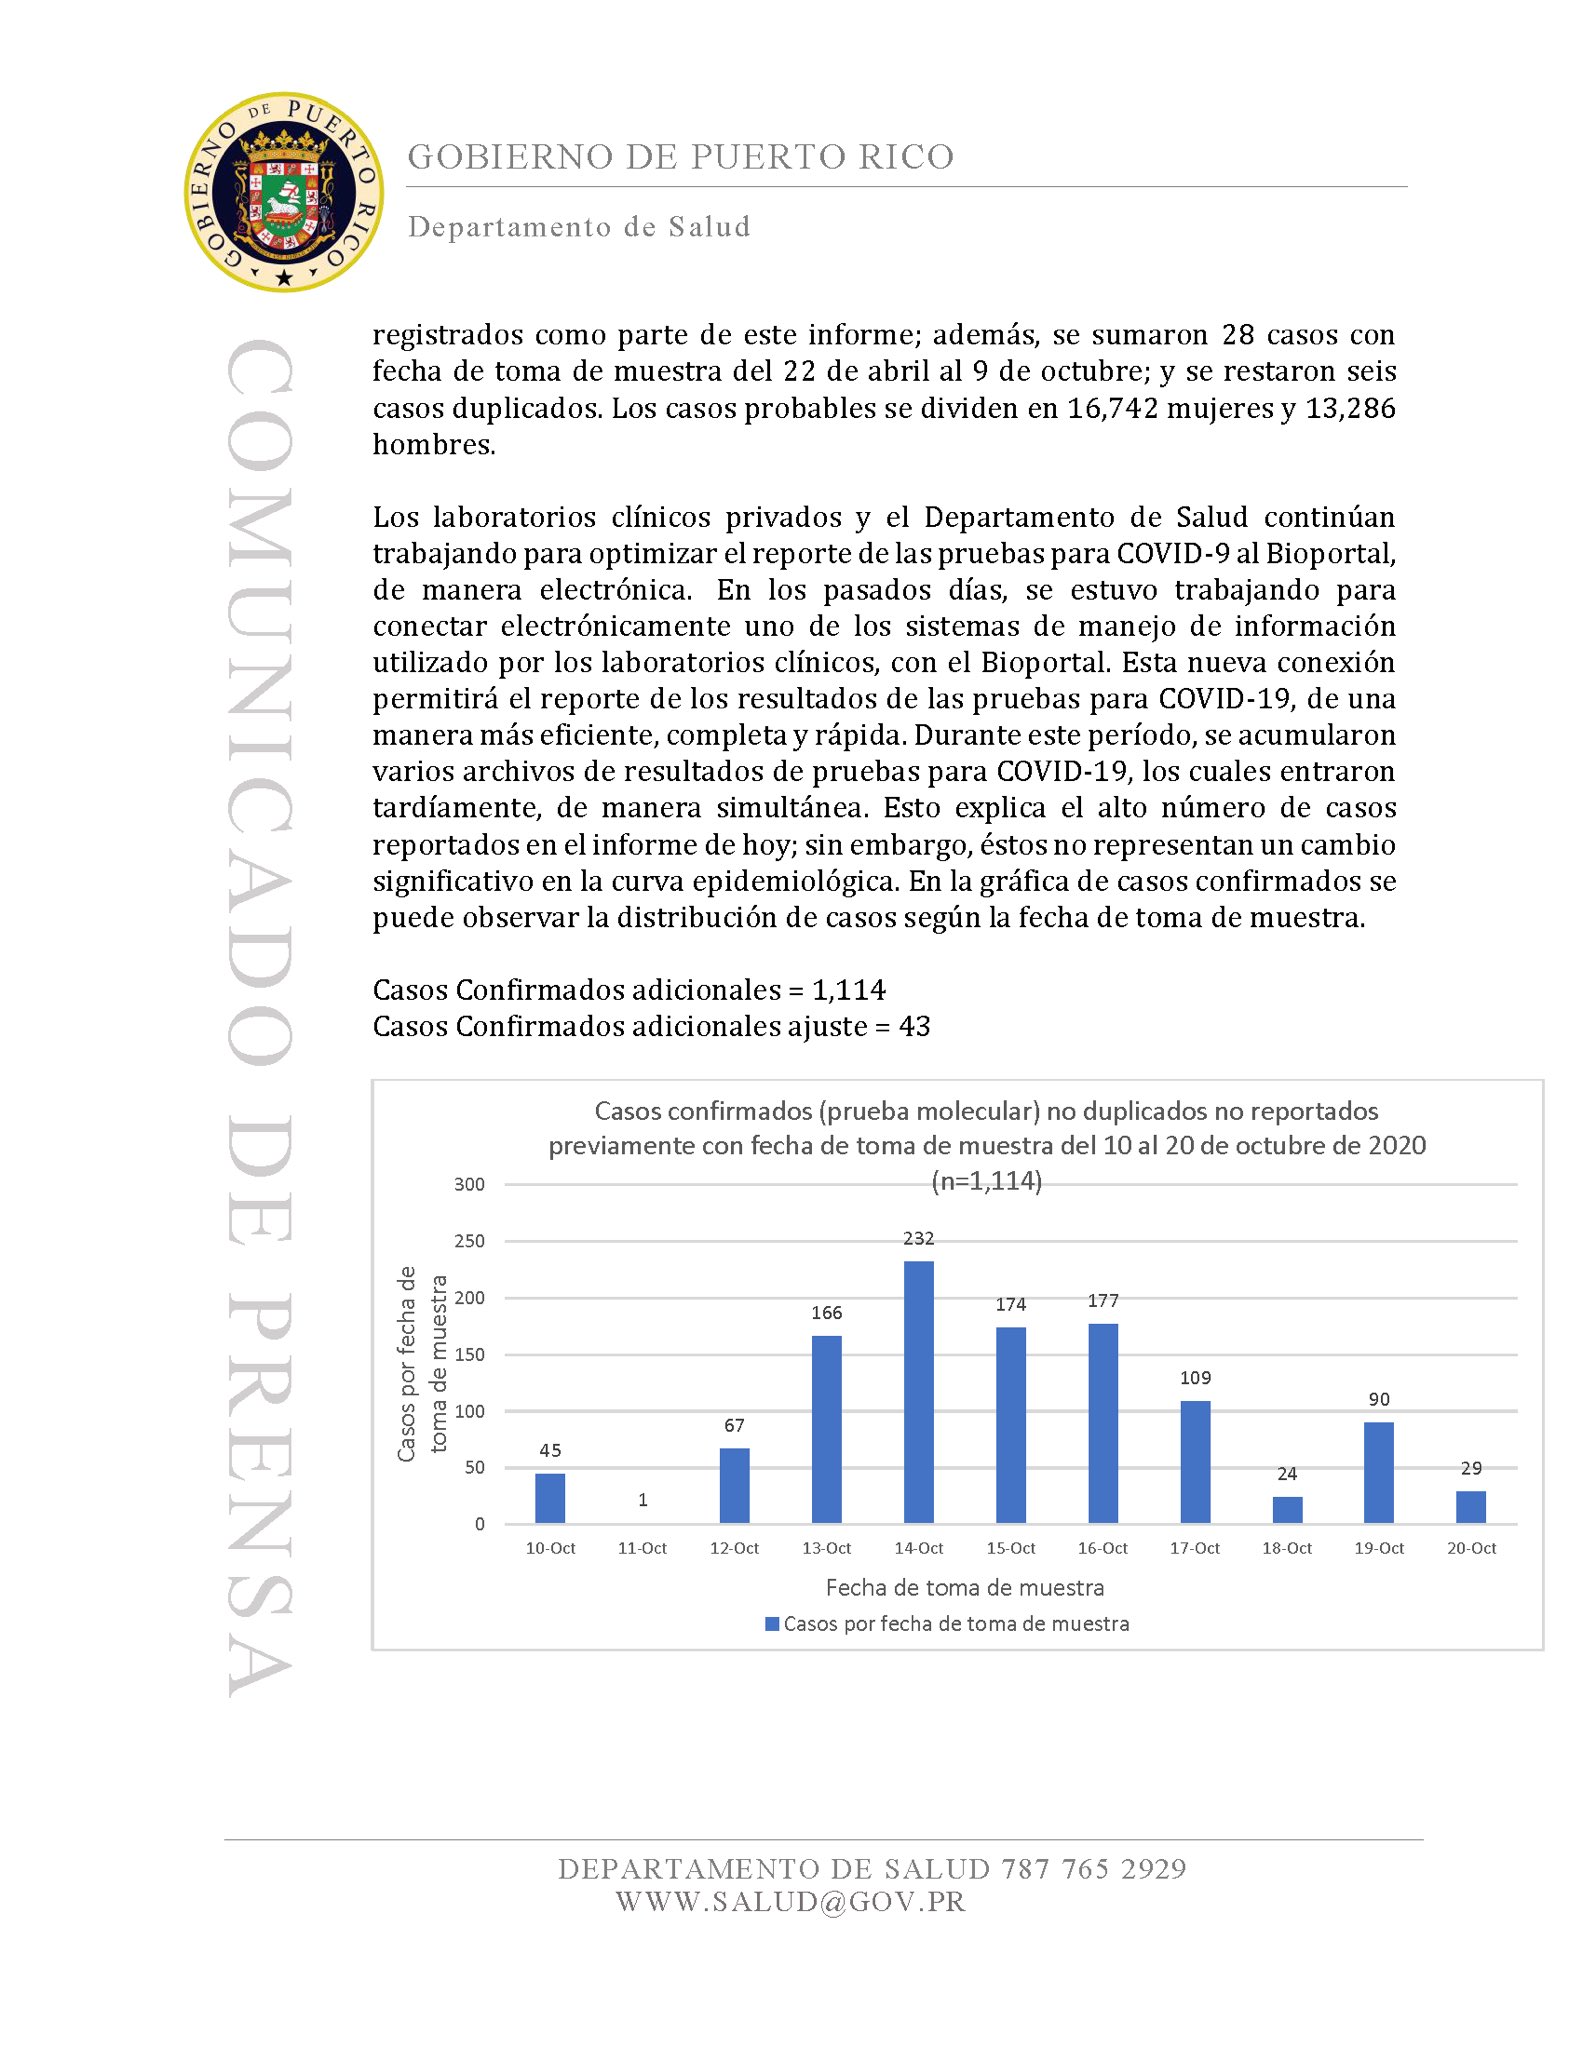 GOBIERNO DE PUERTO RICO
GOBIERNO DE PUERTO RICO
Departamento de Salud
COMUNICADO DE PRENSA
registrados como parte de este informe; además, se sumaron 28 casos con
fecha de toma de muestra del 22 de abril al 9 de octubre; y se restaron seis
casos duplicados. Los casos probables se dividen en 16,742 mujeres y 13,286
hombres.
Los laboratorios clínicos privados y el Departamento de Salud continúan
trabajando para optimizar el reporte de las pruebas para COVID-9 al Bioportal,
de manera electrónica. En los pasados días, se estuvo trabajando para
conectar electrónicamente uno de los sistemas de manejo de información
utilizado por los laboratorios clínicos, con el Bioportal. Esta nueva conexión
permitirá el reporte de los resultados de las pruebas para COVID-19, de una
manera más eficiente, completa y rápida. Durante este período, se acumularon
varios archivos de resultados de pruebas para COVID-19, los cuales entraron
tardíamente, de manera simultánea. Esto explica el alto número de casos
reportados en el informe de hoy; sin embargo, éstos no representan un cambio
significativo en la curva epidemiológica. En la gráfica de casos confirmados se
puede observar la distribución de casos según la fecha de toma de muestra.
Casos Confirmados adicionales = 1,114
Casos Confirmados adicionales ajuste = 43
Casos confirmados (prueba molecular) no duplicados no reportados
previamente con fecha de toma de muestra del 10 al 20 de octubre de 2020
(n=1,114)
Casos por fecha de
toma de muestra
300
250
200
150
100
50
0
45
1
67
166
232
174
177
109
24
90
29
10-Oct 11-Oct 12-Oct 13-Oct 14-Oct 15-Oct 16-Oct 17-Oct 18-Oct 19-Oct 20-Oct
Fecha de toma de muestra
Casos por fecha de toma de muestra
DEPARTAMENTO DE SALUD 787 765 2929
WWW.SALUD@GOV.PR